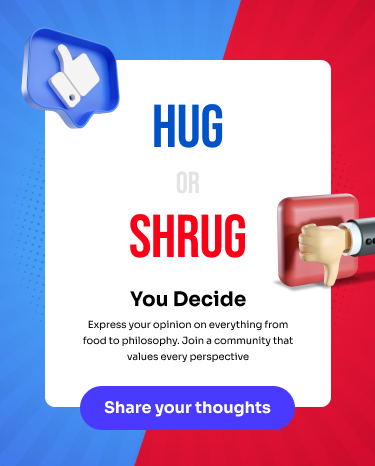 HUG
OR
SHRUG
You Decide
Express your opinion on everything from
food to philosophy. Join a community that
values every perspective
Share your thoughts